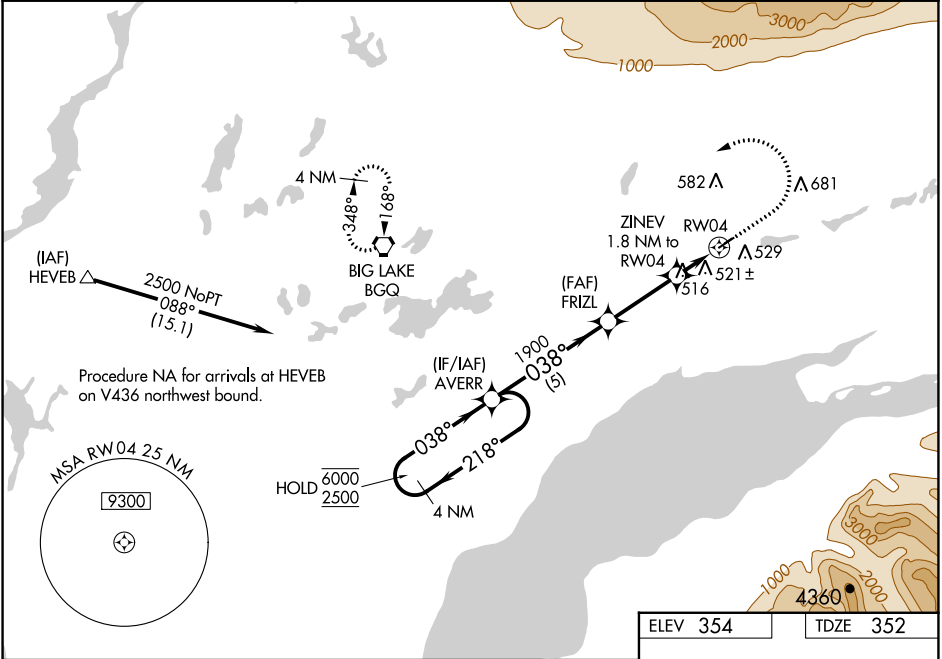 3000
2000
1000
4 NM
348°
168°
BIG LAKE
BGQ
582
681
ZINEV
1.8 NM to
RW04
RW04
529
521±
516
(IAF)
HEVEB
2500 NoPT
088°
(15.1)
(FAF)
FRIZL
(IF/IAF)
AVERR
1900
038°
(5)
Procedure NA for arrivals at HEVEB
on V436 northwest bound.
038°
218°
HOLD 6000
2500
4 NM
MSA RW04 25 NM
9300
3000
1000
2000
4360
ELEV 354
TDZE 352